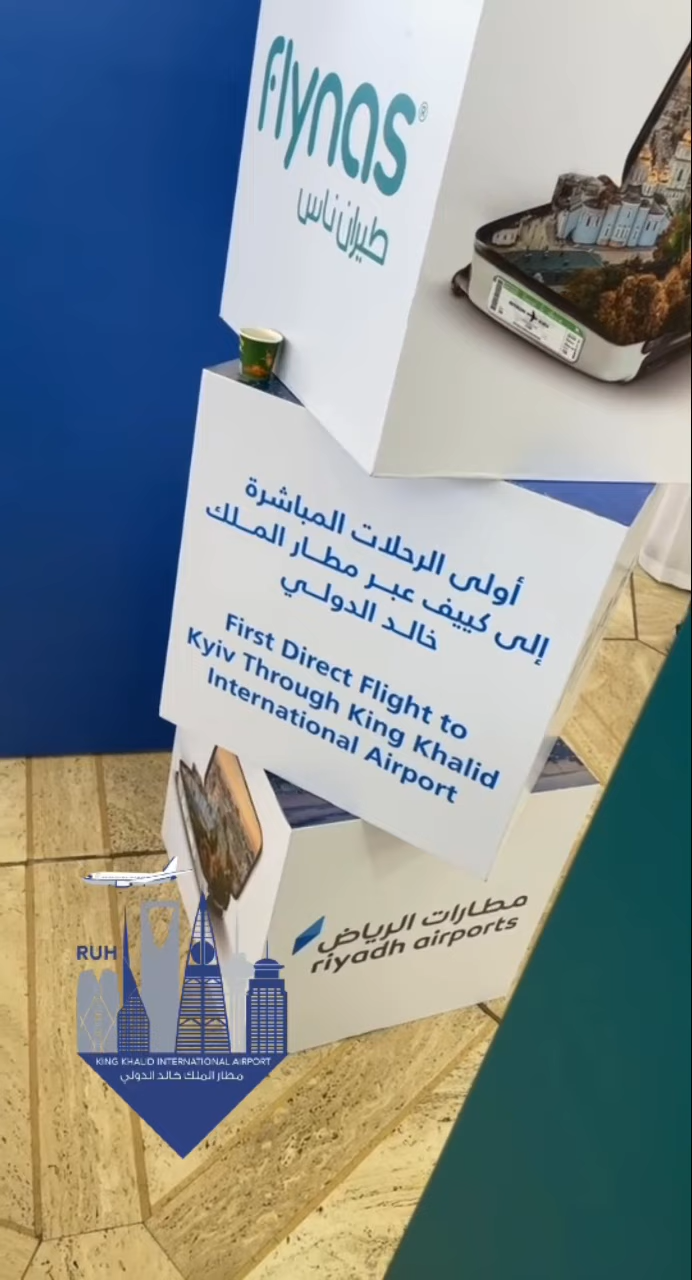 flynas®
طيران ناس
أولى الرحلات المباشرة
إلى كييف عبر مطار الملك
خالد الدولي
First Direct Flight to
Kyiv Through King Khalid
International Airport
مطارات الرياض
riyadh airports
RUH
KING KHALID INTERNATIONAL AIRPORT
مطار الملك خالد الدولي